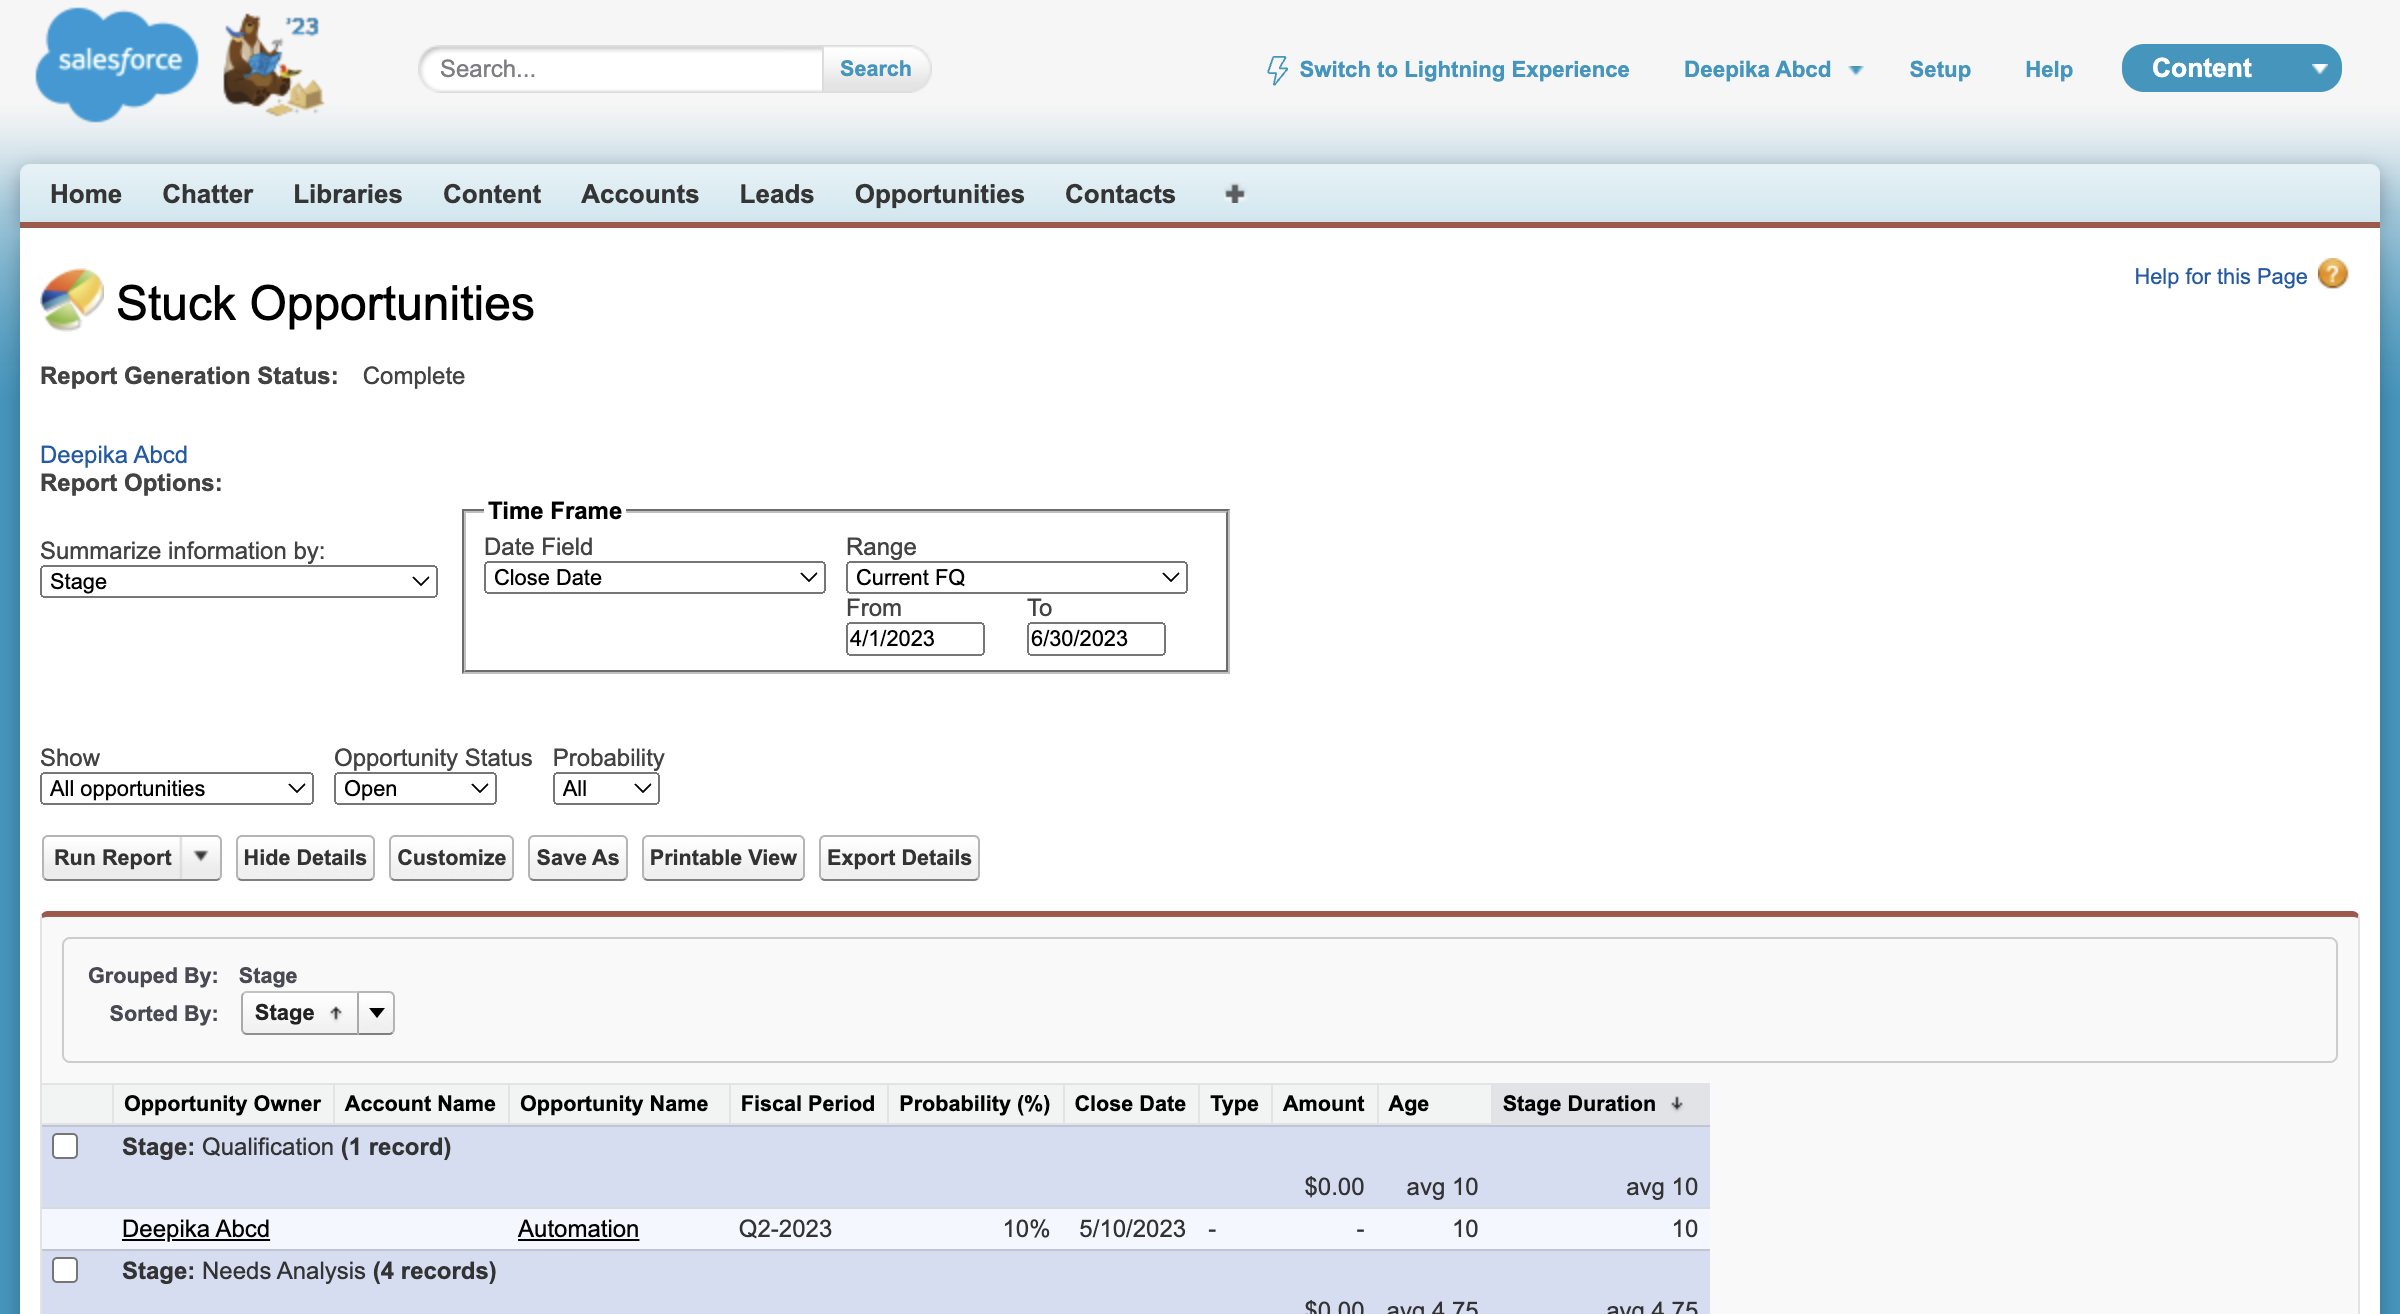 salesforce
'23
Search...
Search
Switch to Lightning Experience
Deepika Abcd
Setup
Help
Content
Home Chatter Libraries Content Accounts Leads Opportunities Contacts
Stuck Opportunities
Help for this Page
Report Generation Status: Complete
Deepika Abcd
Report Options:
Summarize information by:
Stage
Time Frame
Date Field
Close Date
Range
Current FQ
From To
4/1/2023 6/30/2023
Show Opportunity Status Probability
All opportunities Open All
Run Report Hide Details Customize Save As Printable View Export Details
Grouped By: Stage
Sorted By: Stage
Opportunity Owner Account Name Opportunity Name Fiscal Period Probability (%) Close Date Type Amount Age Stage Duration
Stage: Qualification (1 record)
$0.00 avg 10 avg 10
Deepika Abcd Automation Q2-2023 10% 5/10/2023 - - 10 10
Stage: Needs Analysis (4 records)
$0.00 avg 4.75 avg 4.75